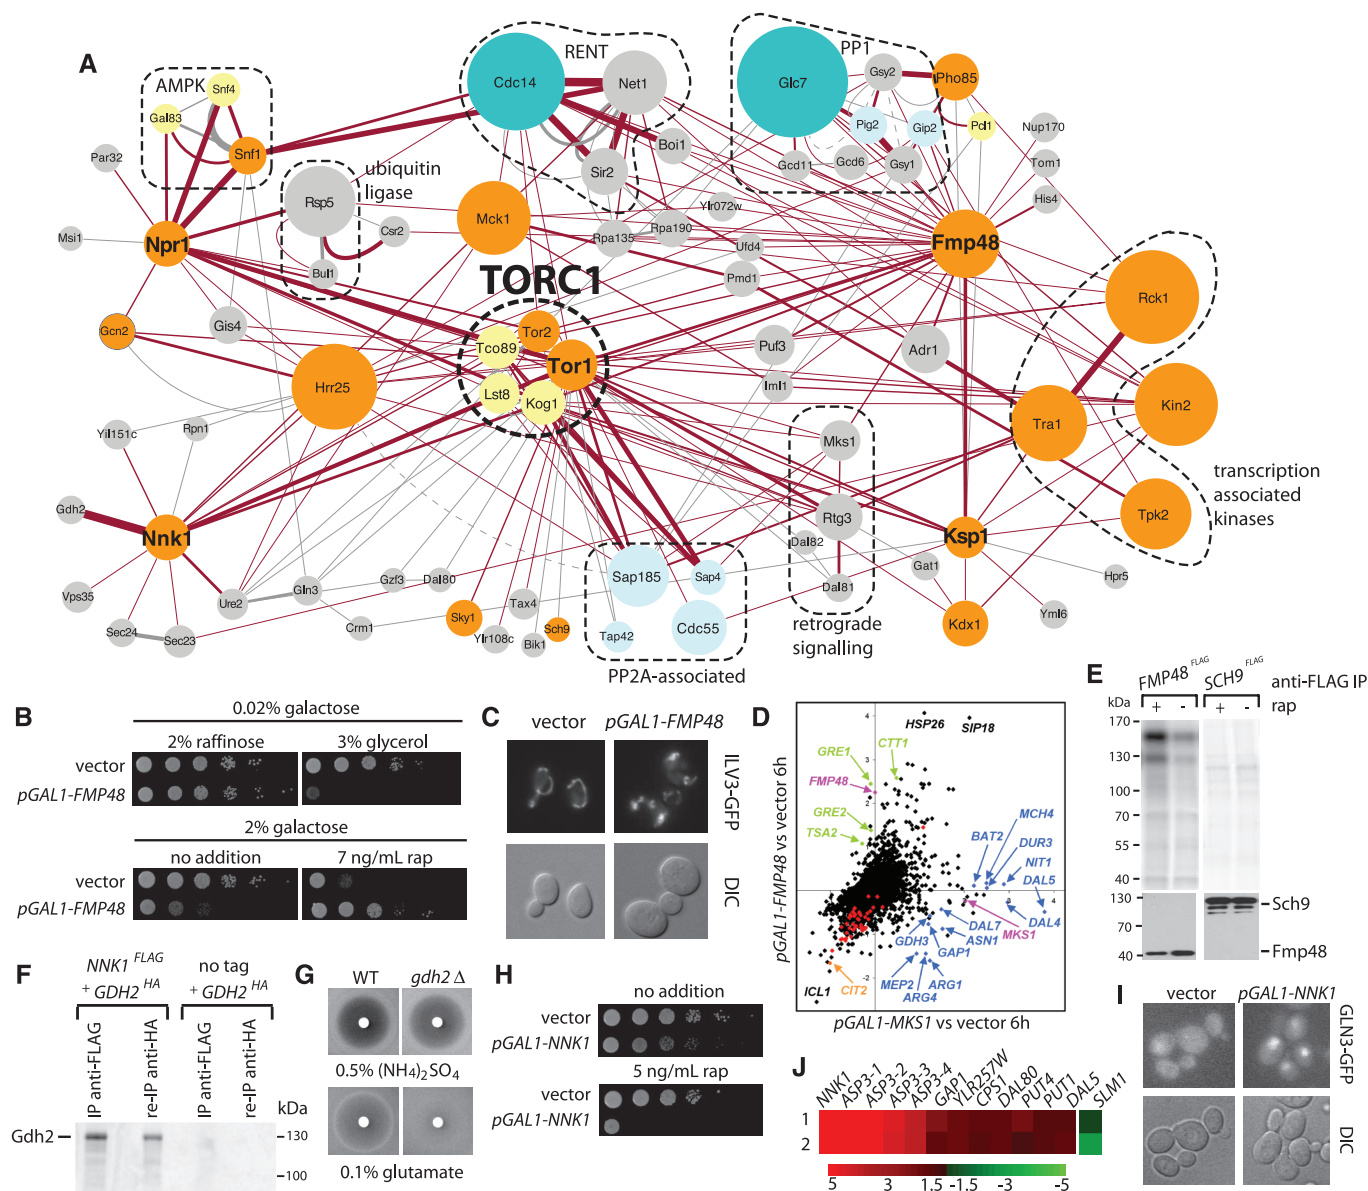 A
AMPK
Snf4
Gal83
Snf1
Par32
Msi1
Npr1
ubiquitin
ligase
Rsp5
Csr2
Bul1
RENT
Cdc14
Net1
Sir2
Boi1
PP1
Glc7
Gsy2
Pho85
Pig2
Gip2
Pcl1
Gcd11
Gcd6
Gsy1
Nup170
Tom1
His4
Mck1
Rpa135
Rpa190
Ylr072w
Ufd4
Pmd1
Fmp48
Rck1
TORC1
Tor2
Tco89
Tor1
Lst8
Kog1
Gcn2
Gis4
Hrr25
Puf3
Iml1
Adr1
Tra1
Kin2
Tpk2
transcription
associated
kinases
Yil151c
Rpn1
Gdh2
Nnk1
Vps35
Sec24
Sec23
Ure2
Gln3
Gzf3
Dal80
Crm1
Sky1
Ylr108c
Tax4
Bik1
Sch9
Sap185
Sap4
Tap42
Cdc55
PP2A-associated
Mks1
Rtg3
Dal82
Dal81
retrograde
signalling
Ksp1
Gat1
Kdx1
Hpr5
Yml6
B
0.02% galactose
2% raffinose 3% glycerol
vector
pGAL1-FMP48
2% galactose
no addition 7 ng/mL rap
vector
pGAL1-FMP48
C
vector pGAL1-FMP48
ILV3-GFP
DIC
D
pGAL1-FMP48 vs vector 6h
pGAL1-MKS1 vs vector 6h
4
2
-2
2
3
4
HSP26
SIP18
GRE1
CTT1
FMP48
GRE2
TSA2
MCH4
BAT2
DUR3
NIT1
DAL5
DAL4
DAL7
MKS1
ASN1
GDH3
GAP1
MEP2
ARG1
ARG4
ICL1
CIT2
E
FMP48 FLAG SCH9 FLAG anti-FLAG IP
+ - + - rap
kDa
170
130
100
70
55
40
130
70
40
Sch9
Fmp48
F
NNK1 FLAG
+ GDH2 HA
no tag
+ GDH2 HA
IP anti-FLAG
re-IP anti-HA
IP anti-FLAG
re-IP anti-HA
kDa
Gdh2
130
100
G
WT gdh2 Δ
0.5% (NH4)2SO4
0.1% glutamate
H
no addition
vector
pGAL1-NNK1
5 ng/mL rap
vector
pGAL1-NNK1
I
vector pGAL1-NNK1
GLN3-GFP
DIC
J
NNK1 ASP3-1 ASP3-2 ASP3-3 ASP3-4 GAP1 YLR257W CPS1 DAL80 PUT4 PUT1 DAL5 SLM1
1
2
5 3 1.5 -1.5 -3 -5